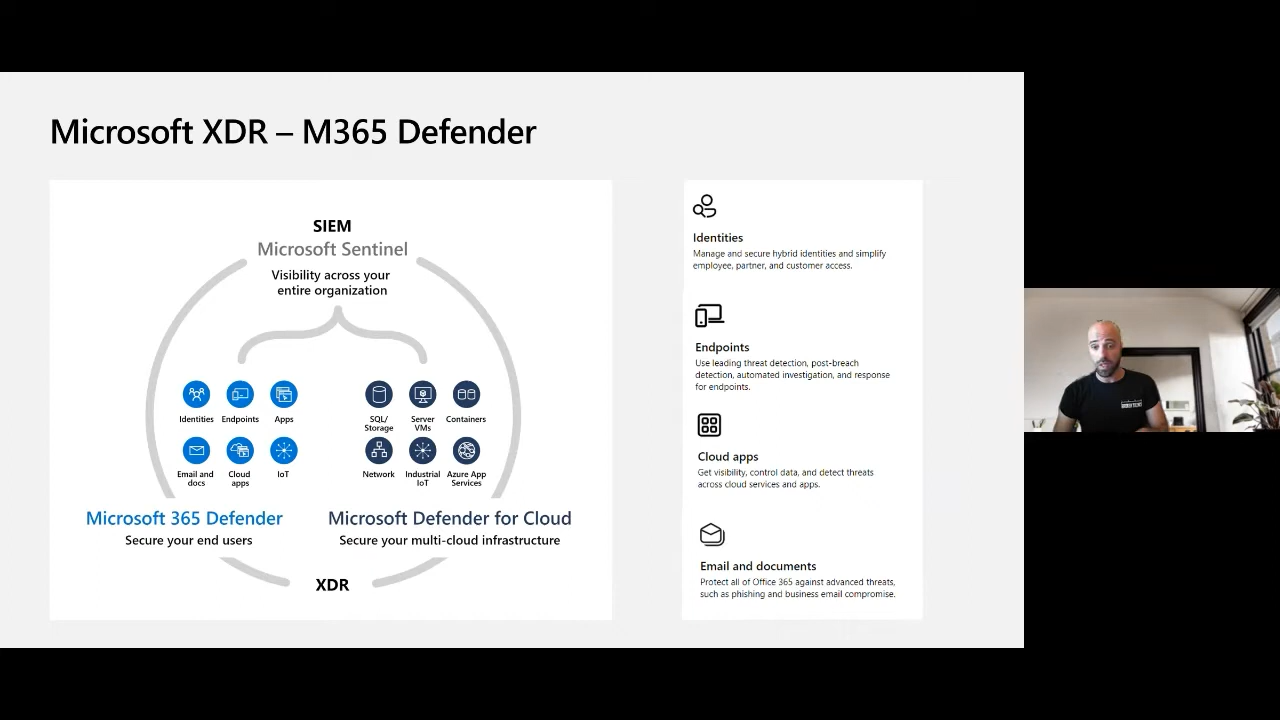 Microsoft XDR – M365 Defender
SIEM
Microsoft Sentinel
Visibility across your
entire organization
Identities
Endpoints
Apps
Email and
docs
Cloud
apps
IoT
SQL/
Storage
Server
VMs
Containers
Network
Industrial
IoT
Azure App
Services
Microsoft 365 Defender
Secure your end users
Microsoft Defender for Cloud
Secure your multi-cloud infrastructure
XDR
Identities
Manage and secure hybrid identities and simplify
employee, partner, and customer access.
Endpoints
Use leading threat detection, post-breach
detection, automated investigation, and response
for endpoints.
Cloud apps
Get visibility, control data, and detect threats
across cloud services and apps.
Email and documents
Protect all of Office 365 against advanced threats,
such as phishing and business email compromise.